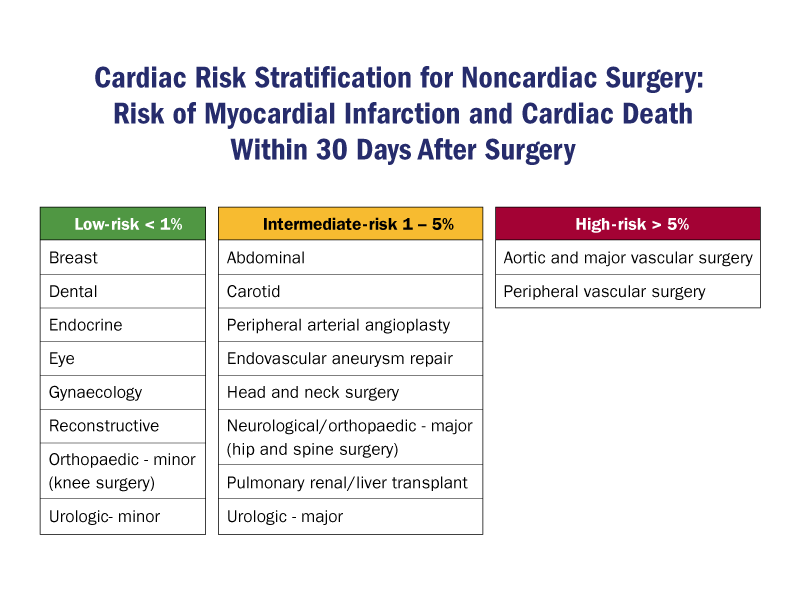 Cardiac Risk Stratification for Noncardiac Surgery:
Risk of Myocardial Infarction and Cardiac Death
Within 30 Days After Surgery
Low-risk < 1%
Breast
Dental
Endocrine
Eye
Gynaecology
Reconstructive
Orthopaedic - minor
(knee surgery)
Urologic- minor
Intermediate-risk 1 – 5%
Abdominal
Carotid
Peripheral arterial angioplasty
Endovascular aneurysm repair
Head and neck surgery
Neurological/orthopaedic - major
(hip and spine surgery)
Pulmonary renal/liver transplant
Urologic - major
High-risk > 5%
Aortic and major vascular surgery
Peripheral vascular surgery